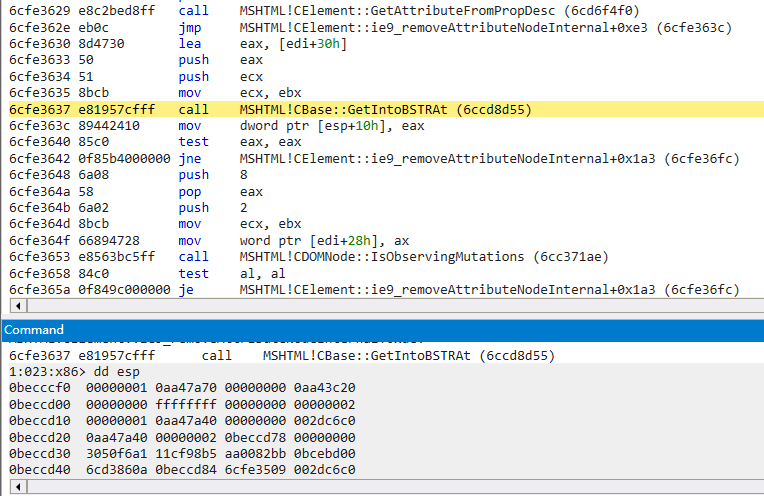 6cfe3629 e8c2bed8ff call MSHTML!CElement::GetAttributeFromPropDesc (6cd6f4f0)
6cfe362e eb0c jmp MSHTML!CElement::ie9_removeAttributeNodeInternal+0xe3 (6cfe363c)
6cfe3630 8d4730 lea eax, [edi+30h]
6cfe3633 50 push eax
6cfe3634 51 push ecx
6cfe3635 8bcb mov ecx, ebx
6cfe3637 e81957cfff call MSHTML!CBase::GetIntoBSTRAt (6ccd8d55)
6cfe363c 89442410 mov dword ptr [esp+10h], eax
6cfe3640 85c0 test eax, eax
6cfe3642 0f85b4000000 jne MSHTML!CElement::ie9_removeAttributeNodeInternal+0x1a3 (6cfe36fc)
6cfe3648 6a08 push 8
6cfe364a 58 pop eax
6cfe364b 6a02 push 2
6cfe364d 8bcb mov ecx, ebx
6cfe364f 66894728 mov word ptr [edi+28h], ax
6cfe3653 e8563bc5ff call MSHTML!CDOMNode::IsObservingMutations (6cc371ae)
6cfe3658 84c0 test al, al
6cfe365a 0f849c000000 je MSHTML!CElement::ie9_removeAttributeNodeInternal+0x1a3 (6cfe36fc)
Command
6cfe3637 e81957cfff call MSHTML!CBase::GetIntoBSTRAt (6ccd8d55)
1:023:x86> dd esp
0becccf0 00000001 0aa47a70 00000000 0aa43c20
0beccd00 00000000 ffffffff 00000000 00000002
0beccd10 00000001 0aa47a40 00000000 002dc6c0
0beccd20 0aa47a40 00000002 0beccd78 00000000
0beccd30 3050f6a1 11cf98b5 aa0082bb 0bcebd00
0beccd40 6cd3860a 0beccd84 6cfe3509 002dc6c0